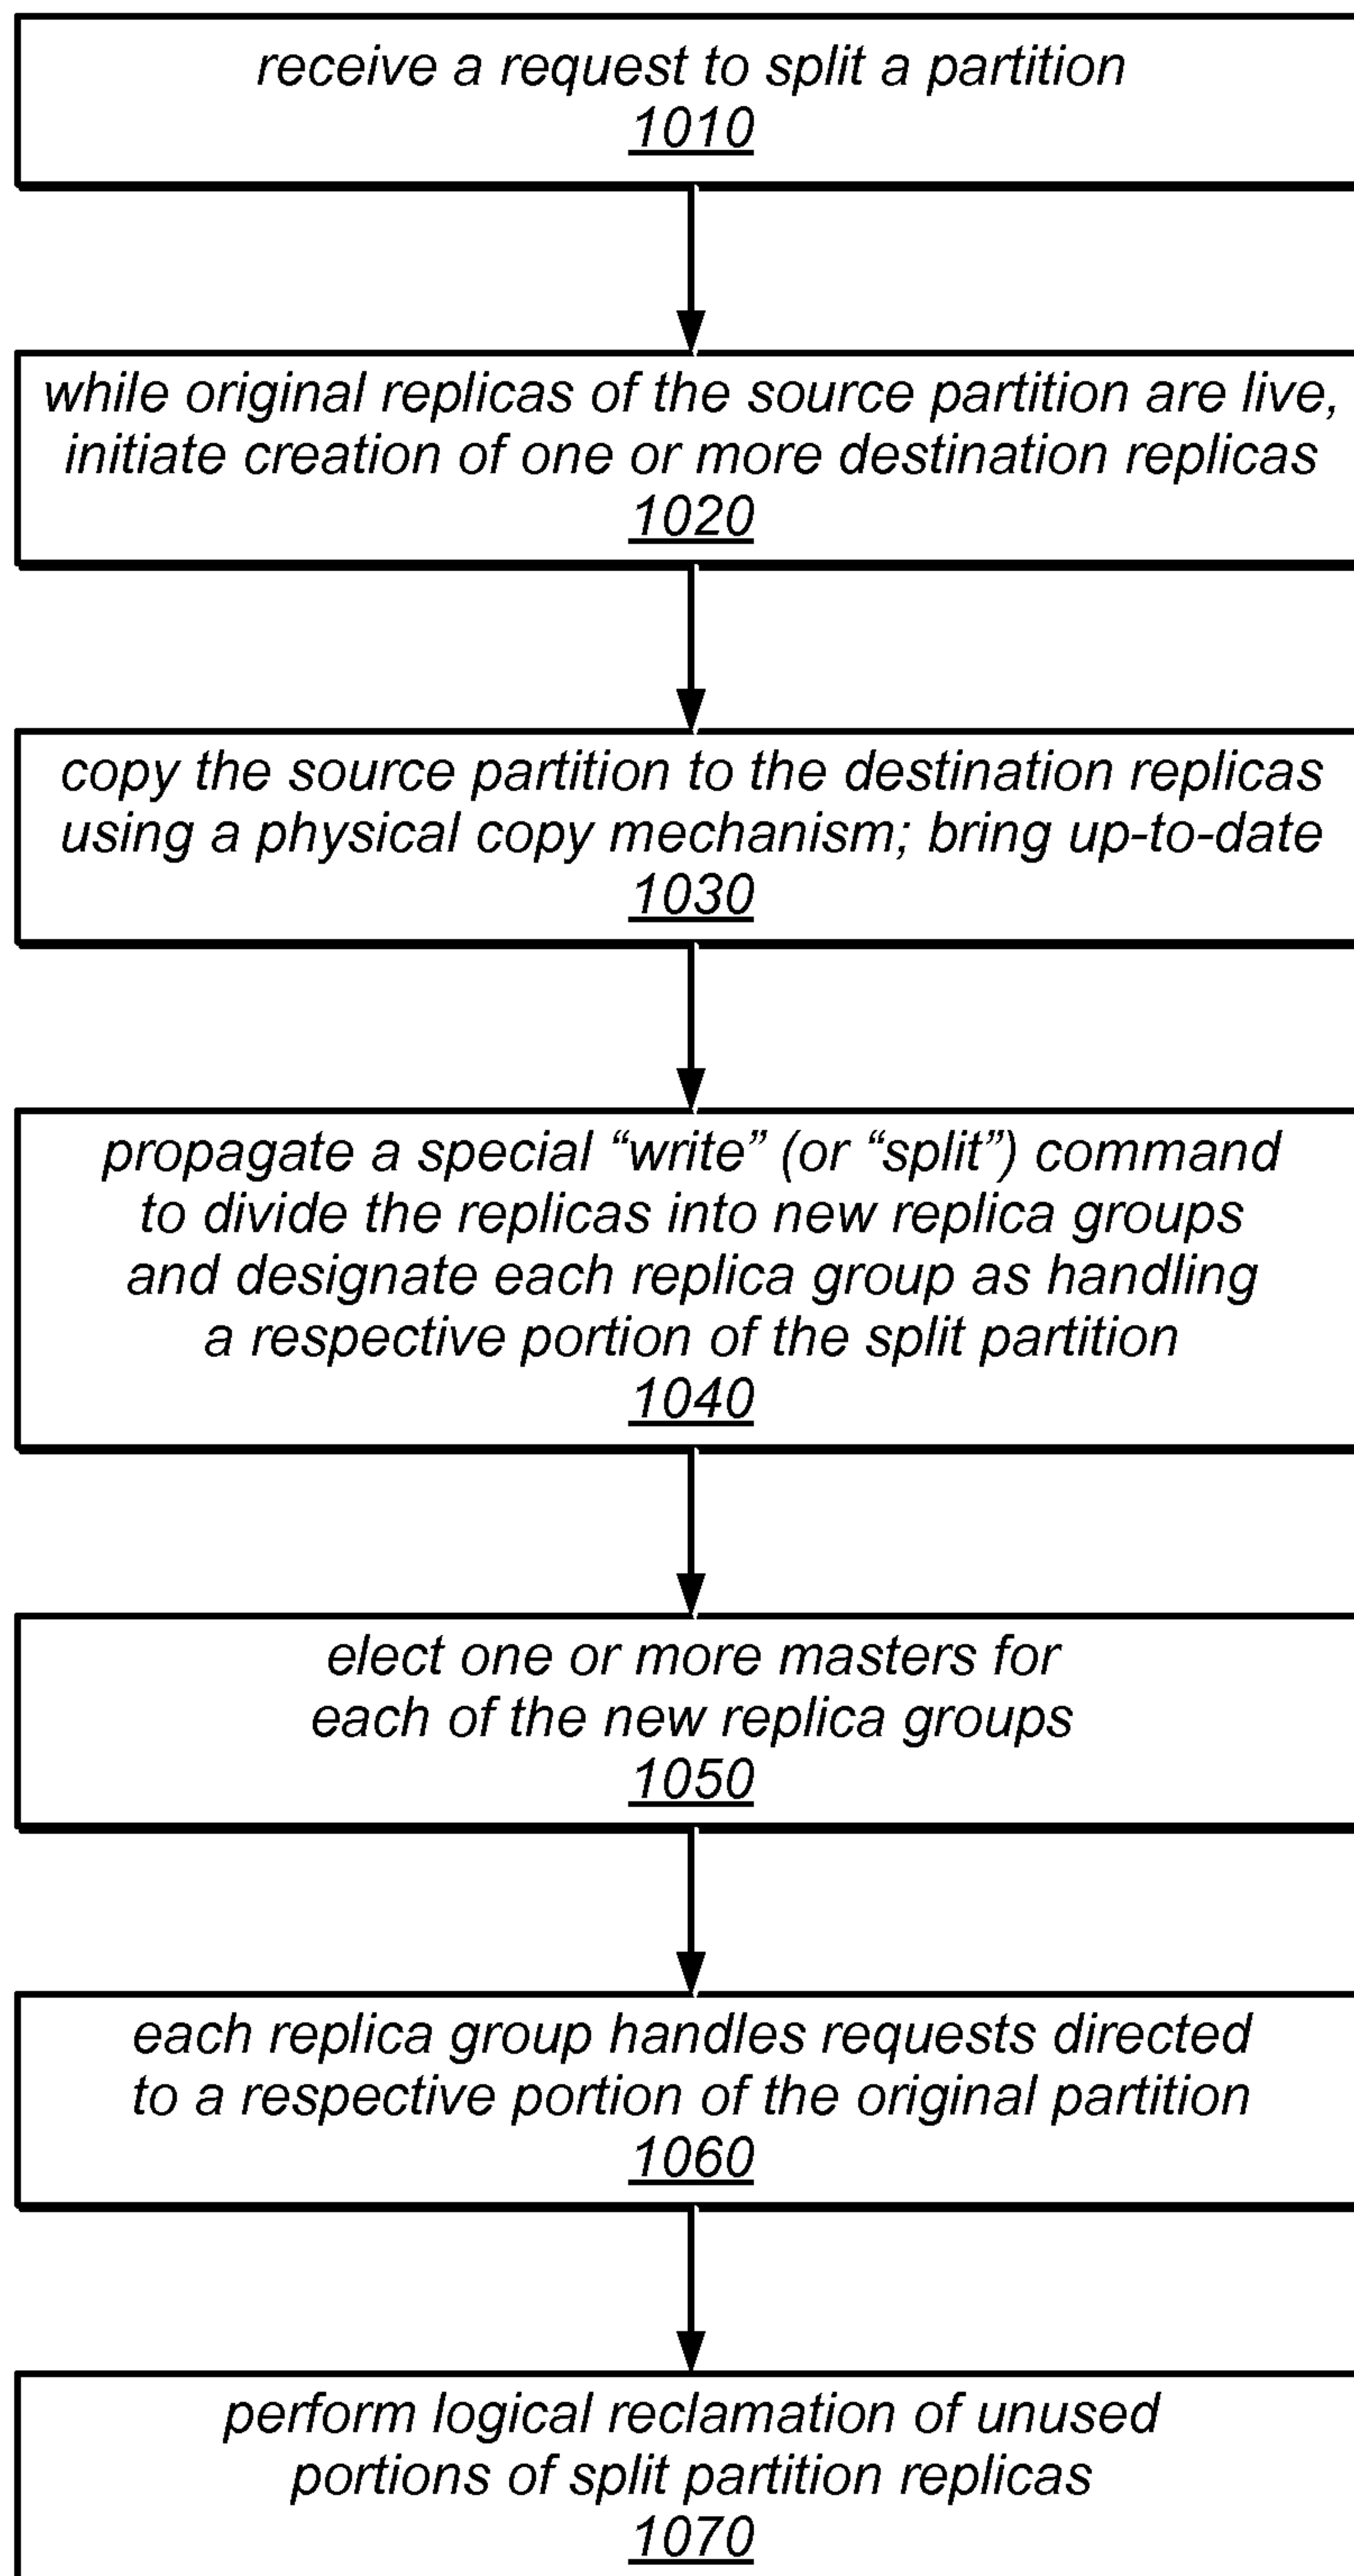 receive a request to split a partition
1010
while original replicas of the source partition are live,
initiate creation of one or more destination replicas
1020
copy the source partition to the destination replicas
using a physical copy mechanism; bring up-to-date
1030
propagate a special “write” (or “split”) command
to divide the replicas into new replica groups
and designate each replica group as handling
a respective portion of the split partition
1040
elect one or more masters for
each of the new replica groups
1050
each replica group handles requests directed
to a respective portion of the original partition
1060
perform logical reclamation of unused
portions of split partition replicas
1070